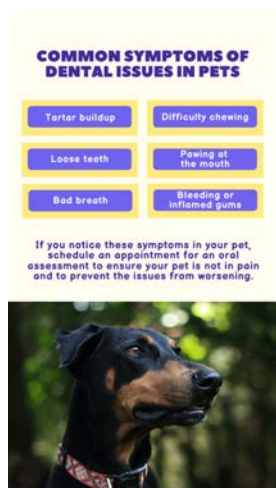 COMMON SYMPTOMS OF
DENTAL ISSUES IN PETS
Tartar buildup
Difficulty chewing
Loose teeth
Pawing at
the mouth
Bad breath
Bleeding or
inflamed gums
If you notice these symptoms in your pet,
schedule an appointment for an oral
assessment to ensure your pet is not in pain
and to prevent the issues from worsening.